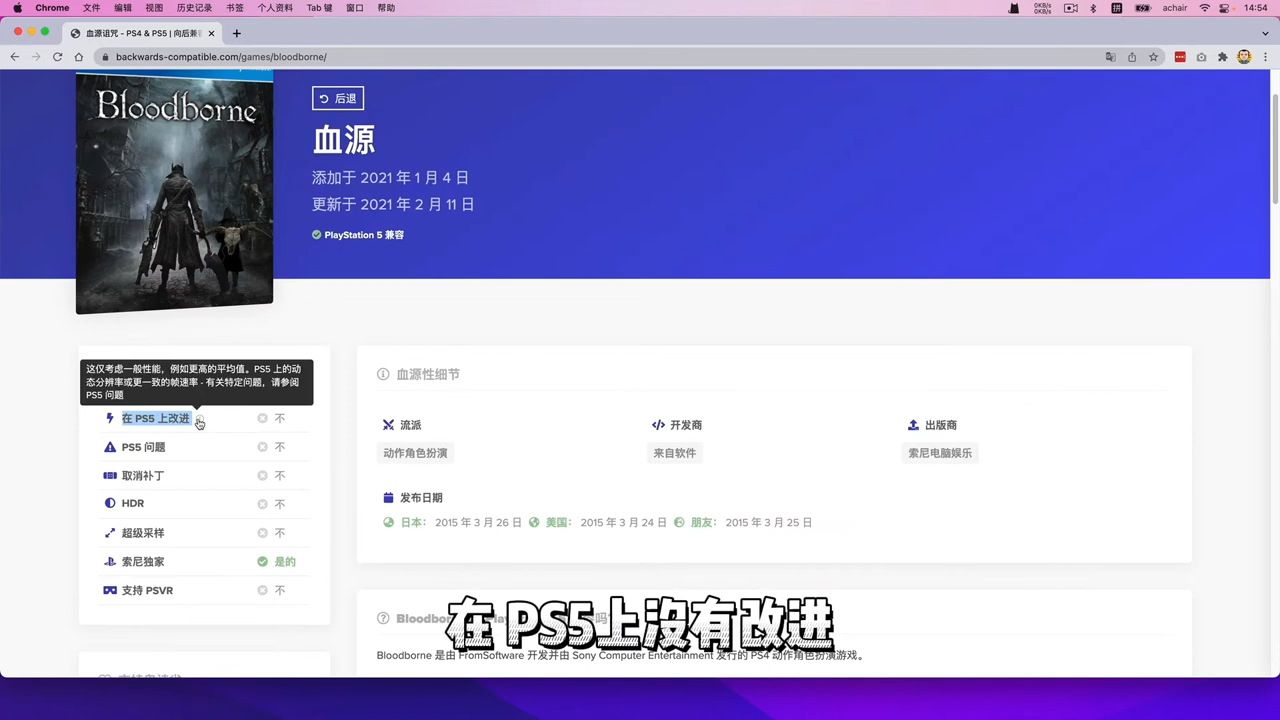 Chrome 文件 编辑 视图 历史记录 书签 个人资料 Tab 键 窗口 帮助 0KB/s 0KB/s 拼 achair 14:54
血源诅咒 - PS4 & PS5 | 向后兼容
backwards-compatible.com/games/bloodborne/
Bloodborne
后退
血源
添加于 2021 年 1 月 4 日
更新于 2021 年 2 月 11 日
PlayStation 5 兼容
这仅考虑一般性能，例如更高的平均值。PS5 上的动
态分辨率或更一致的帧速率 - 有关特定问题，请参阅
PS5 问题
在 PS5 上改进 不
PS5 问题 不
取消补丁 不
HDR 不
超级采样 不
索尼独家 是的
支持 PSVR 不
血源性细节
流派 开发商 出版商
动作角色扮演 来自软件 索尼电脑娱乐
发布日期
日本： 2015 年 3 月 26 日 美国： 2015 年 3 月 24 日 朋友： 2015 年 3 月 25 日
在 PS5上没有改进
Bloodborne 是由 FromSoftware 开发并由 Sony Computer Entertainment 发行的 PS4 动作角色扮演游戏。